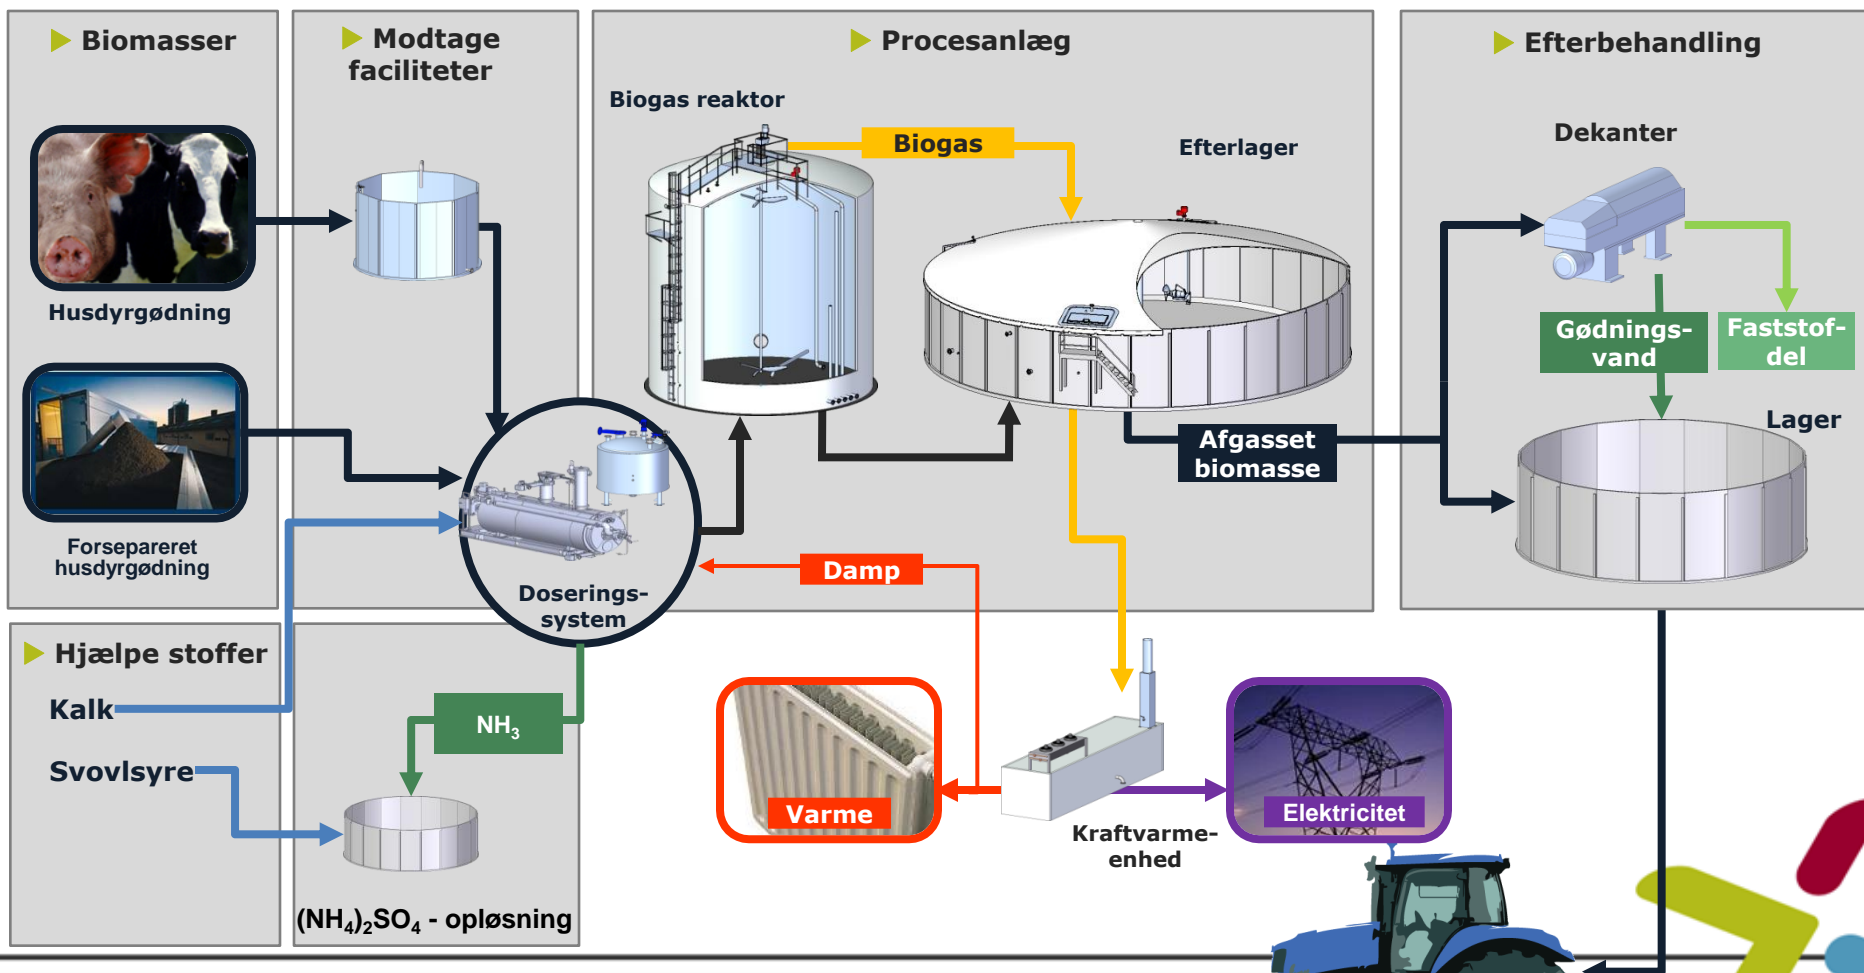 Biomasser
Husdyrgødning
Forsepareret
husdyrgødning
Modtage
faciliteter
Doserings-
system
Procesanlæg
Biogas reaktor
Biogas
Efterlager
Afgasset
biomasse
Damp
Efterbehandling
Dekanter
Gødnings-
vand
Faststof-
del
Lager
Hjælpe stoffer
Kalk
Svovlsyre
NH₃
(NH₄)₂SO₄ - opløsning
Varme
Kraftvarme-
enhed
Elektricitet